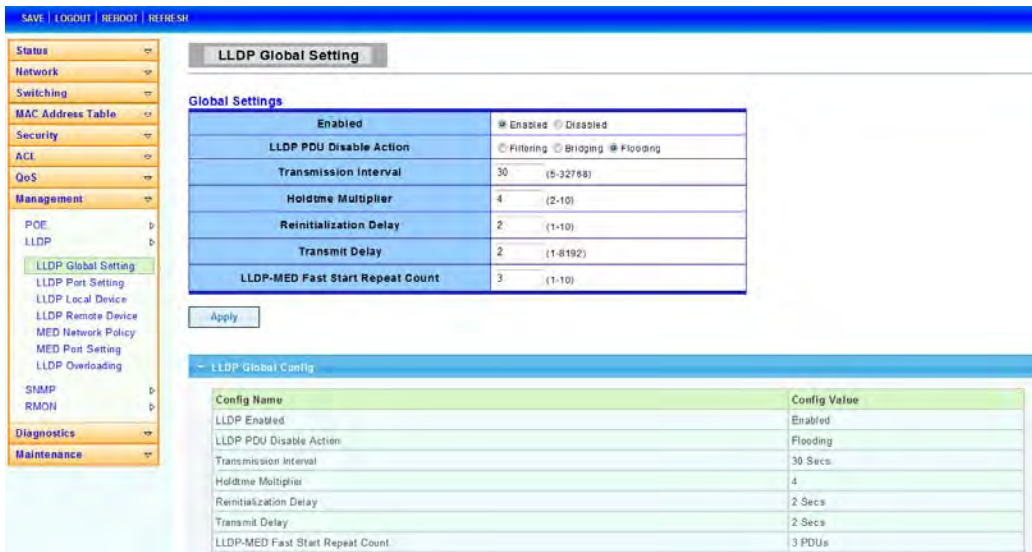 SAVE | LOGOUT | REBOOT | REFRESH
Status
Network
Switching
MAC Address Table
Security
ACL
QoS
Management
POE
LLDP
LLDP Global Setting
LLDP Port Setting
LLDP Local Device
LLDP Remote Device
MED Network Policy
MED Port Setting
LLDP Overloading
SNMP
RMON
Diagnostics
Maintenance
LLDP Global Setting
Global Settings
Enabled Enabled Disabled
LLDP PDU Disable Action Filtering Bridging Flooding
Transmission Interval 30 (5-32768)
Holdtme Multiplier 4 (2-10)
Reinitialization Delay 2 (1-10)
Transmit Delay 2 (1-8192)
LLDP-MED Fast Start Repeat Count 3 (1-10)
Apply
LLDP Global Config
Config Name Config Value
LLDP Enabled Enabled
LLDP PDU Disable Action Flooding
Transmission Interval 30 Secs
Holdtme Multiplier 4
Reinitialization Delay 2 Secs
Transmit Delay 2 Secs
LLDP-MED Fast Start Repeat Count 3 PDUs